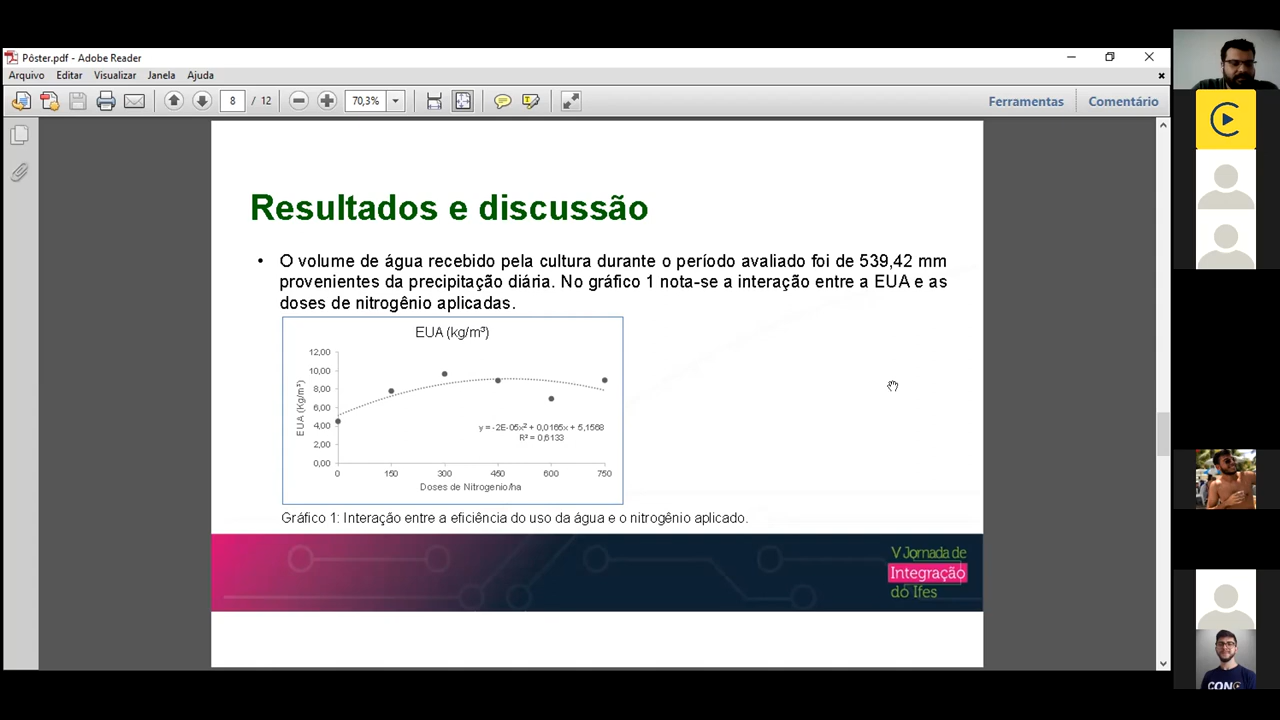 Pôster.pdf - Adobe Reader
Arquivo Editar Visualizar Janela Ajuda
8 / 12 70,3% Ferramentas Comentário
Resultados e discussão
• O volume de água recebido pela cultura durante o período avaliado foi de 539,42 mm
provenientes da precipitação diária. No gráfico 1 nota-se a interação entre a EUA e as
doses de nitrogênio aplicadas.
EUA (kg/m³)
12,00
10,00
8,00
6,00
4,00
2,00
0,00
EUA (Kg/m³)
y = -2E-05x² + 0,0165x + 5,1568
R² = 0,6133
0 150 300 450 600 750
Doses de Nitrogenio/ha
Gráfico 1: Interação entre a eficiência do uso da água e o nitrogênio aplicado.
V Jornada de
Integração
do Ifes